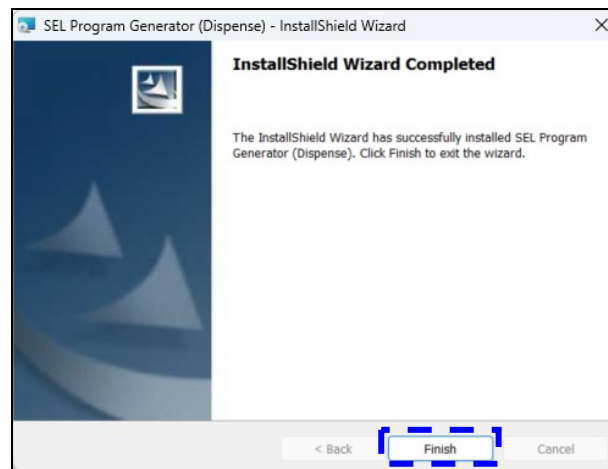 SEL Program Generator (Dispense) - InstallShield Wizard
InstallShield Wizard Completed
The InstallShield Wizard has successfully installed SEL Program
Generator (Dispense). Click Finish to exit the wizard.
< Back
Finish
Cancel